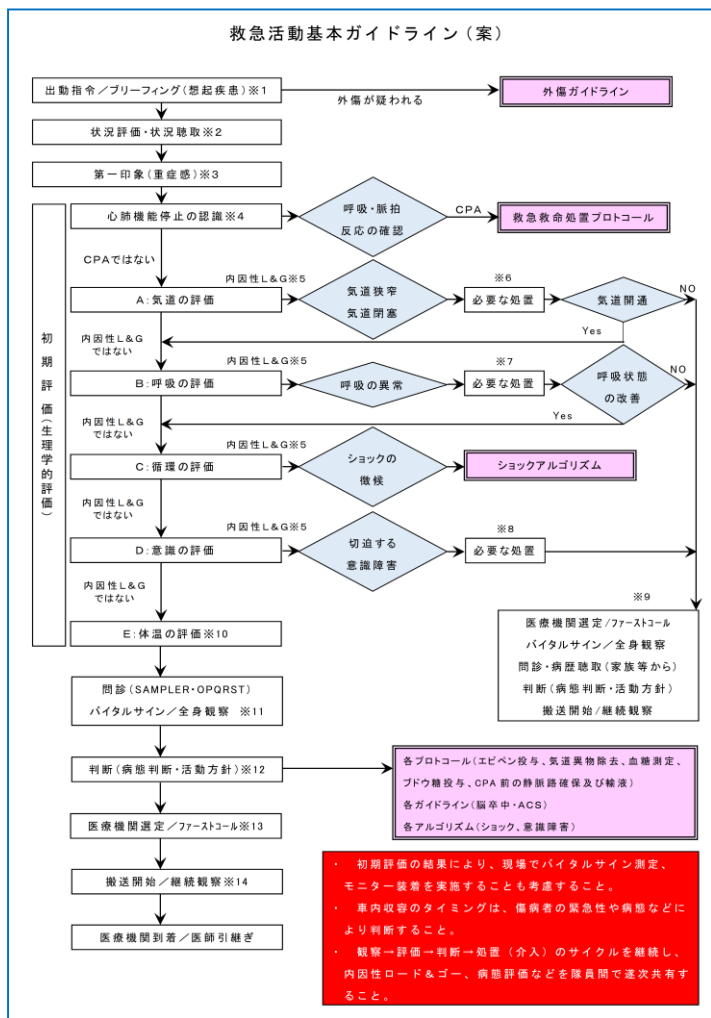 救急活動基本ガイドライン（案）
出動指令／ブリーフィング（想起疾患）※1
外傷が疑われる
外傷ガイドライン
状況評価・状況聴取※2
第一印象（重症感）※3
初期評価（生理学的評価）
心肺機能停止の認識※4
呼吸・脈拍
反応の確認
CPA
救急救命処置プロトコール
CPAではない
内因性L&G※5
※6
A：気道の評価
気道狭窄
気道閉塞
必要な処置
気道開通
NO
Yes
内因性L&G
ではない
内因性L&G※5
※7
B：呼吸の評価
呼吸の異常
必要な処置
呼吸状態
の改善
NO
Yes
内因性L&G
ではない
内因性L&G※5
C：循環の評価
ショックの
徴候
ショックアルゴリズム
内因性L&G
ではない
内因性L&G※5
※8
D：意識の評価
切迫する
意識障害
必要な処置
内因性L&G
ではない
※9
医療機関選定/ファーストコール
バイタルサイン／全身観察
問診・病歴聴取（家族等から）
判断（病態判断・活動方針）
搬送開始/継続観察
E：体温の評価※10
問診（SAMPLER・OPQRST）
バイタルサイン／全身観察 ※11
判断（病態判断・活動方針）※12
各プロトコール（エピペン投与、気道異物除去、血糖測定、
ブドウ糖投与、CPA前の静脈路確保及び輸液）
各ガイドライン（脳卒中・ACS）
各アルゴリズム（ショック、意識障害）
医療機関選定／ファーストコール※13
搬送開始／継続観察※14
医療機関到着／医師引継ぎ
・ 初期評価の結果により、現場でバイタルサイン測定、
モニター装着を実施することも考慮すること。
・ 車内収容のタイミングは、傷病者の緊急性や病態などに
より判断すること。
・ 観察→評価→判断→処置（介入）のサイクルを継続し、
内因性ロード＆ゴー、病態評価などを隊員間で逐次共有す
ること。